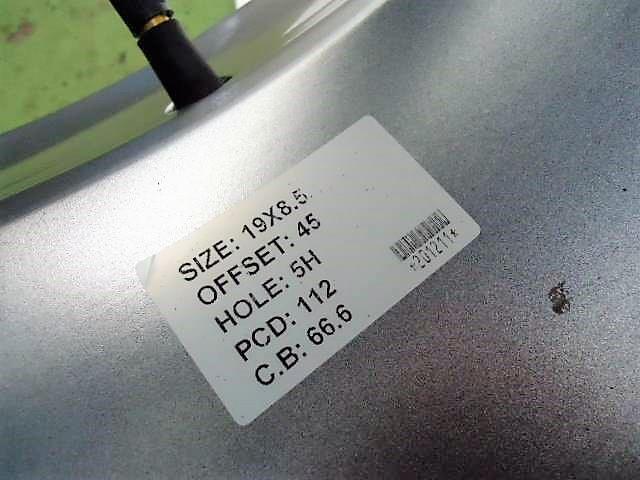 SIZE: 19X8.5
OFFSET: 45
HOLE: 5H
PCD: 112
C.B: 66.6
*201211*